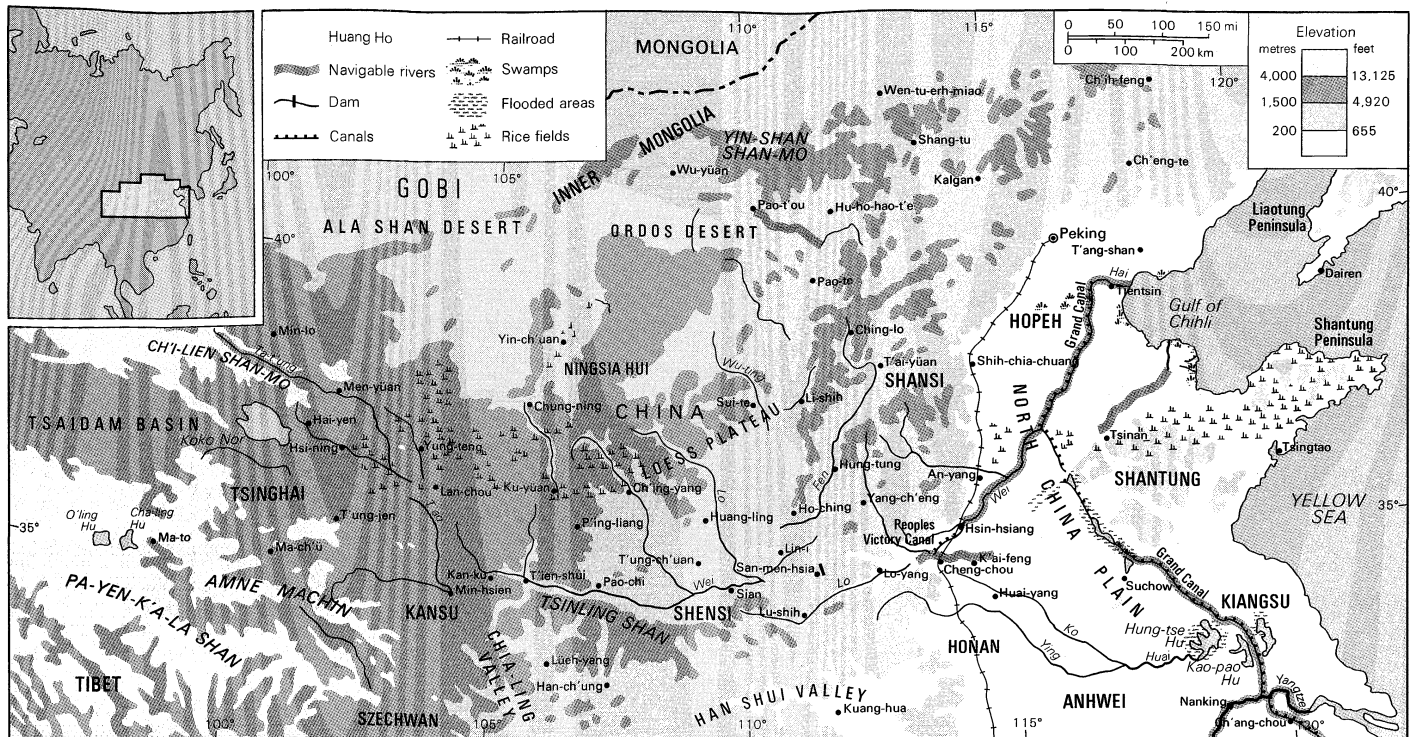 Huang Ho
Navigable rivers
Dam
Canals
Railroad
Swamps
Flooded areas
Rice fields
0 50 100 150 mi
0 100 200 km
Elevation
metres feet
4,000 13,125
1,500 4,920
200 655
110°
115°
120°
MONGOLIA
Ch'ih-feng
Wen-tu-erh-miao
INNER MONGOLIA
YIN-SHAN
SHAN-MO
Shang-tu
Ch'eng-te
Wu-yüan
Kalgan
100°
105°
GOBI
40°
Pao-t'ou
Hu-ho-hao-t'e
Liaotung
Peninsula
ALA SHAN DESERT
ORDOS DESERT
40°
Peking
T'ang-shan
Dairen
Hai
Tientsin
Pao-te
Gulf of
Chihli
HOPEH
Grand Canal
Shantung
Peninsula
Min-lo
CH'I-LIEN SHAN-MO
Ta-t'ung
Yin-ch'uan
Ching-lo
NINGSIA HUI
Wu-ting
T'ai-yüan
SHANSI
Shih-chia-chuang
Men-yüan
Chung-ning
CHINA
Sui-te
Li-shih
TSAIDAM BASIN
Hai-yen
Koko Nor
Hsi-ning
Yung-teng
LOESS PLATEAU
NORTH CHINA PLAIN
Tsinan
Tsingtao
TSINGHAI
Lan-chou
Ku-yüan
Ch'ing-yang
Lo
Fen
Hung-tung
An-yang
Wei
SHANTUNG
YELLOW
SEA
35°
O'ling
Hu
Cha-ling
Hu
Ma-to
T'ung-jen
Ma-ch'ü
P'ing-liang
Huang-ling
Ho-ching
Yang-ch'eng
Peoples
Victory Canal
Hsin-hsiang
35°
T'ung-ch'uan
Lin-i
San-men-hsia
Lo
Lo-yang
K'ai-feng
Cheng-chou
Grand Canal
PA-YEN-K'A-LA SHAN
AMNE MACHIN
Kan-ku
Min-hsien
T'ien-shui
Pao-chi
Wei
Sian
KANSU
TSINLING SHAN
SHENSI
Lu-shih
Huai-yang
Suchow
KIANGSU
TIBET
CHIA-LING
VALLEY
Lüeh-yang
Han-ch'ung
HONAN
Ko
Ying
Huai
Hung-tse
Hu
Kao-pao
Hu
SZECHWAN
HAN SHUI VALLEY
Kuang-hua
ANHWEI
Nanking
Yangtze
Ch'ang-chou
100°
105°
110°
115°
120°